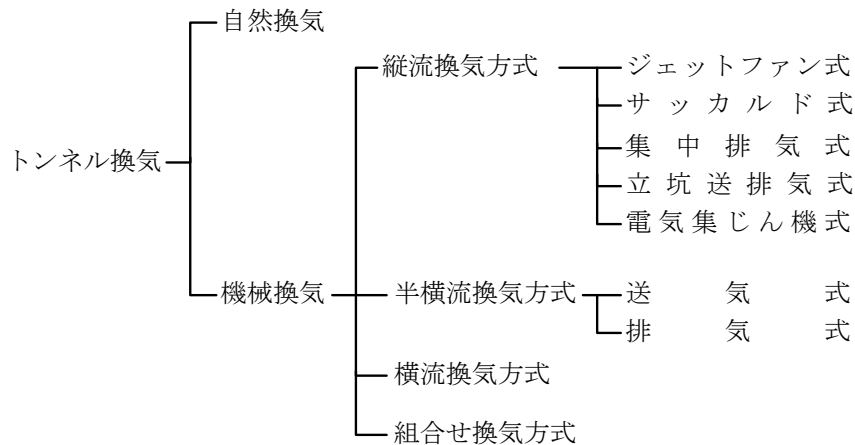 自然換気
縦流換気方式
ジェットファン式
サッカルド式
集中排気式
トンネル換気
立坑送排気式
電気集じん機式
機械換気
半横流換気方式
送気式
排気式
横流換気方式
組合せ換気方式